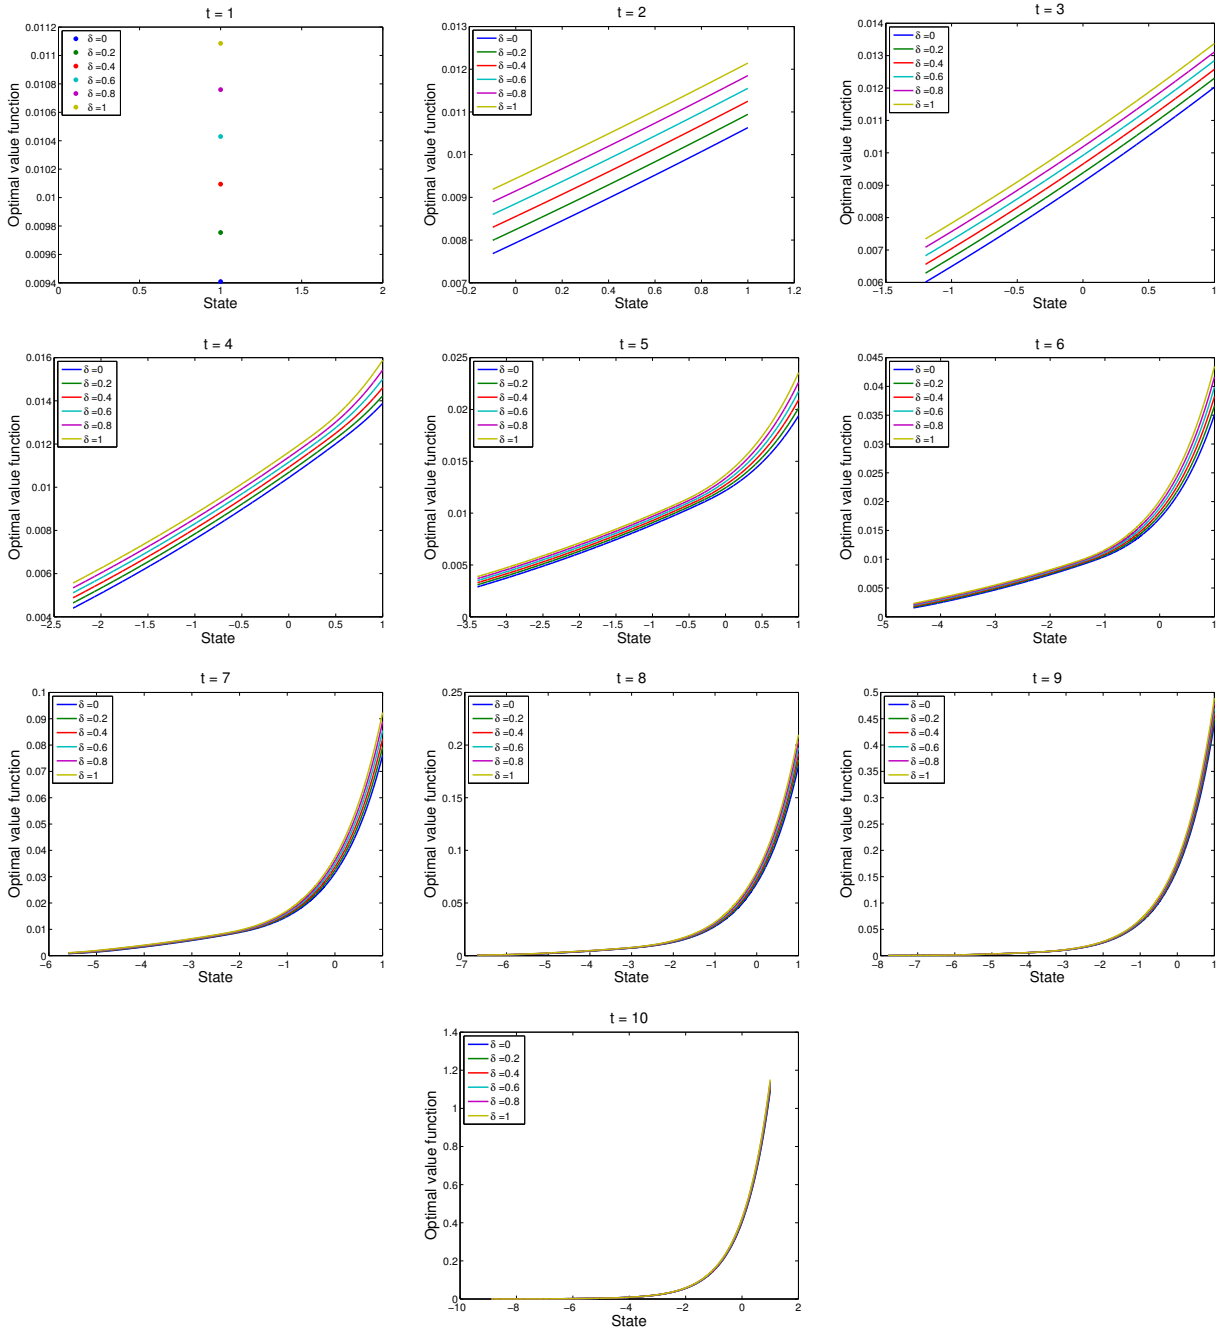 t = 1
Optimal value function
0.0112
0.011
0.0108
0.0106
0.0104
0.0102
0.01
0.0098
0.0096
0.0094
δ =0
δ =0.2
δ =0.4
δ =0.6
δ =0.8
δ =1
0 0.5 1 1.5 2
State
t = 2
Optimal value function
0.013
0.012
0.011
0.01
0.009
0.008
0.007
δ =0
δ =0.2
δ =0.4
δ =0.6
δ =0.8
δ =1
−0.2 0 0.2 0.4 0.6 0.8 1 1.2
State
t = 3
Optimal value function
0.014
0.013
0.012
0.011
0.01
0.009
0.008
0.007
0.006
δ =0
δ =0.2
δ =0.4
δ =0.6
δ =0.8
δ =1
−1.5 −1 −0.5 0 0.5 1
State
t = 4
Optimal value function
0.016
0.014
0.012
0.01
0.008
0.006
0.004
δ =0
δ =0.2
δ =0.4
δ =0.6
δ =0.8
δ =1
−2.5 −2 −1.5 −1 −0.5 0 0.5 1
State
t = 5
Optimal value function
0.025
0.02
0.015
0.01
0.005
0
δ =0
δ =0.2
δ =0.4
δ =0.6
δ =0.8
δ =1
−3.5 −3 −2.5 −2 −1.5 −1 −0.5 0 0.5 1
State
t = 6
Optimal value function
0.045
0.04
0.035
0.03
0.025
0.02
0.015
0.01
0.005
0
δ =0
δ =0.2
δ =0.4
δ =0.6
δ =0.8
δ =1
−5 −4 −3 −2 −1 0 1
State
t = 7
Optimal value function
0.1
0.09
0.08
0.07
0.06
0.05
0.04
0.03
0.02
0.01
0
δ =0
δ =0.2
δ =0.4
δ =0.6
δ =0.8
δ =1
−6 −5 −4 −3 −2 −1 0 1
State
t = 8
Optimal value function
0.25
0.2
0.15
0.1
0.05
0
δ =0
δ =0.2
δ =0.4
δ =0.6
δ =0.8
δ =1
−7 −6 −5 −4 −3 −2 −1 0 1
State
t = 9
Optimal value function
0.5
0.45
0.4
0.35
0.3
0.25
0.2
0.15
0.1
0.05
0
δ =0
δ =0.2
δ =0.4
δ =0.6
δ =0.8
δ =1
−8 −7 −6 −5 −4 −3 −2 −1 0 1
State
t = 10
Optimal value function
1.4
1.2
1
0.8
0.6
0.4
0.2
0
δ =0
δ =0.2
δ =0.4
δ =0.6
δ =0.8
δ =1
−10 −8 −6 −4 −2 0 2
State